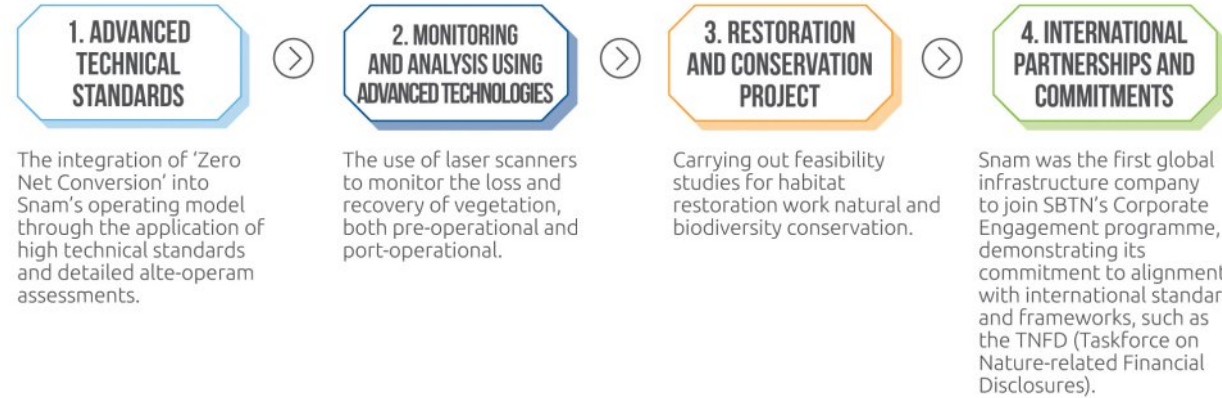 1. ADVANCED
TECHNICAL
STANDARDS
The integration of ‘Zero
Net Conversion’ into
Snam’s operating model
through the application of
high technical standards
and detailed alte-operam
assessments.
2. MONITORING
AND ANALYSIS USING
ADVANCED TECHNOLOGIES
The use of laser scanners
to monitor the loss and
recovery of vegetation,
both pre-operational and
port-operational.
3. RESTORATION
AND CONSERVATION
PROJECT
Carrying out feasibility
studies for habitat
restoration work natural and
biodiversity conservation.
4. INTERNATIONAL
PARTNERSHIPS AND
COMMITMENTS
Snam was the first global
infrastructure company
to join SBTN’s Corporate
Engagement programme,
demonstrating its
commitment to alignment
with international standar
and frameworks, such as
the TNFD (Taskforce on
Nature-related Financial
Disclosures).